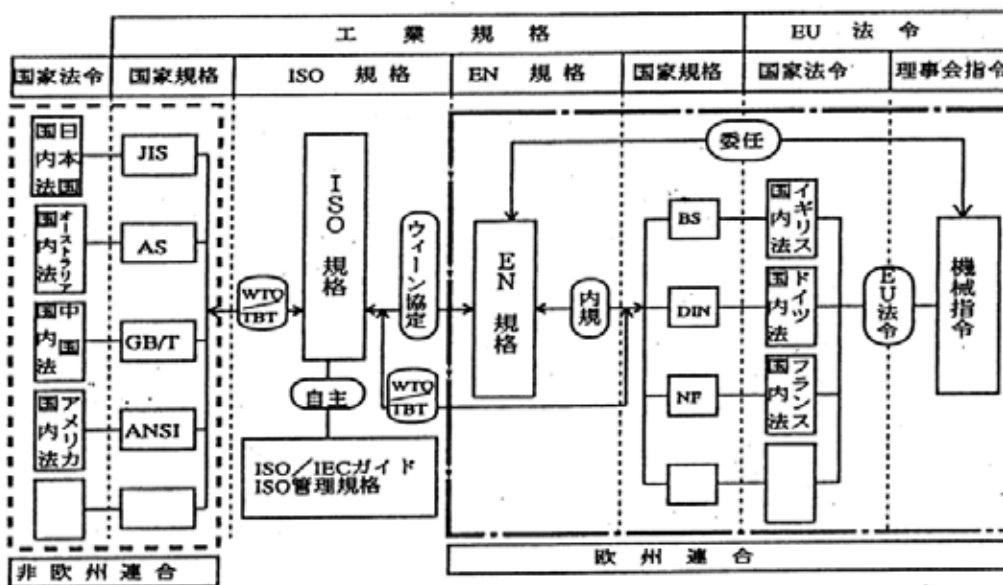 工業規格
EU法令
国家法令
国家規格
ISO 規格
EN 規格
国家規格
国家法令
理事会指令
日本国
国内法
JIS
オーストラリア
国内法
AS
中国
国内法
GB/T
アメリカ
国内法
ANSI
WTO
TBT
ISO規格
自主
ISO/IECガイド
ISO管理規格
ウィーン協定
WTO
TBT
委任
EN規格
内規
BS
DIN
NF
イギリス
国内法
ドイツ
国内法
フランス
国内法
EU法令
機械指令
非欧州連合
欧州連合